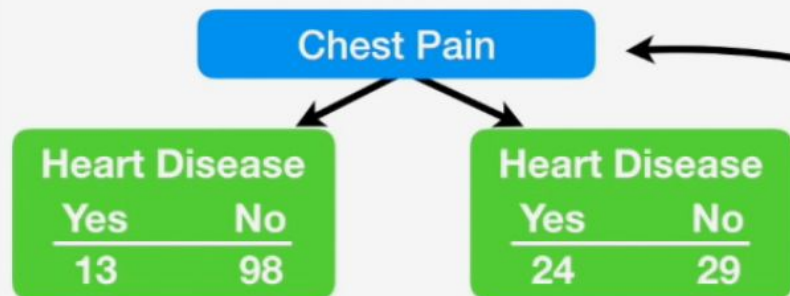 Chest Pain
Heart Disease
Yes No
13 98
Heart Disease
Yes No
24 29